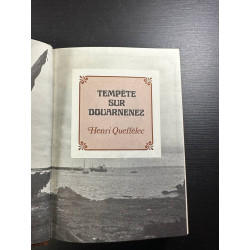 TEMPÊTE
SUR
DOUARNENEZ
Henri Queffélec